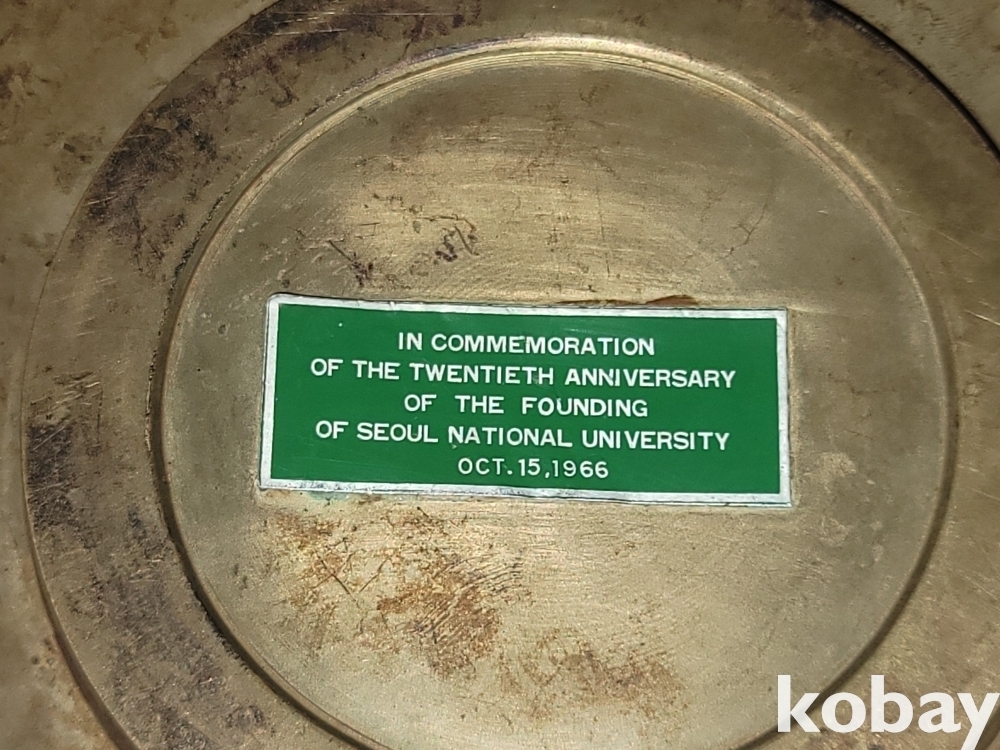 IN COMMEMORATION
OF THE TWENTIETH ANNIVERSARY
OF THE FOUNDING
OF SEOUL NATIONAL UNIVERSITY
OCT. 15, 1966
kobay